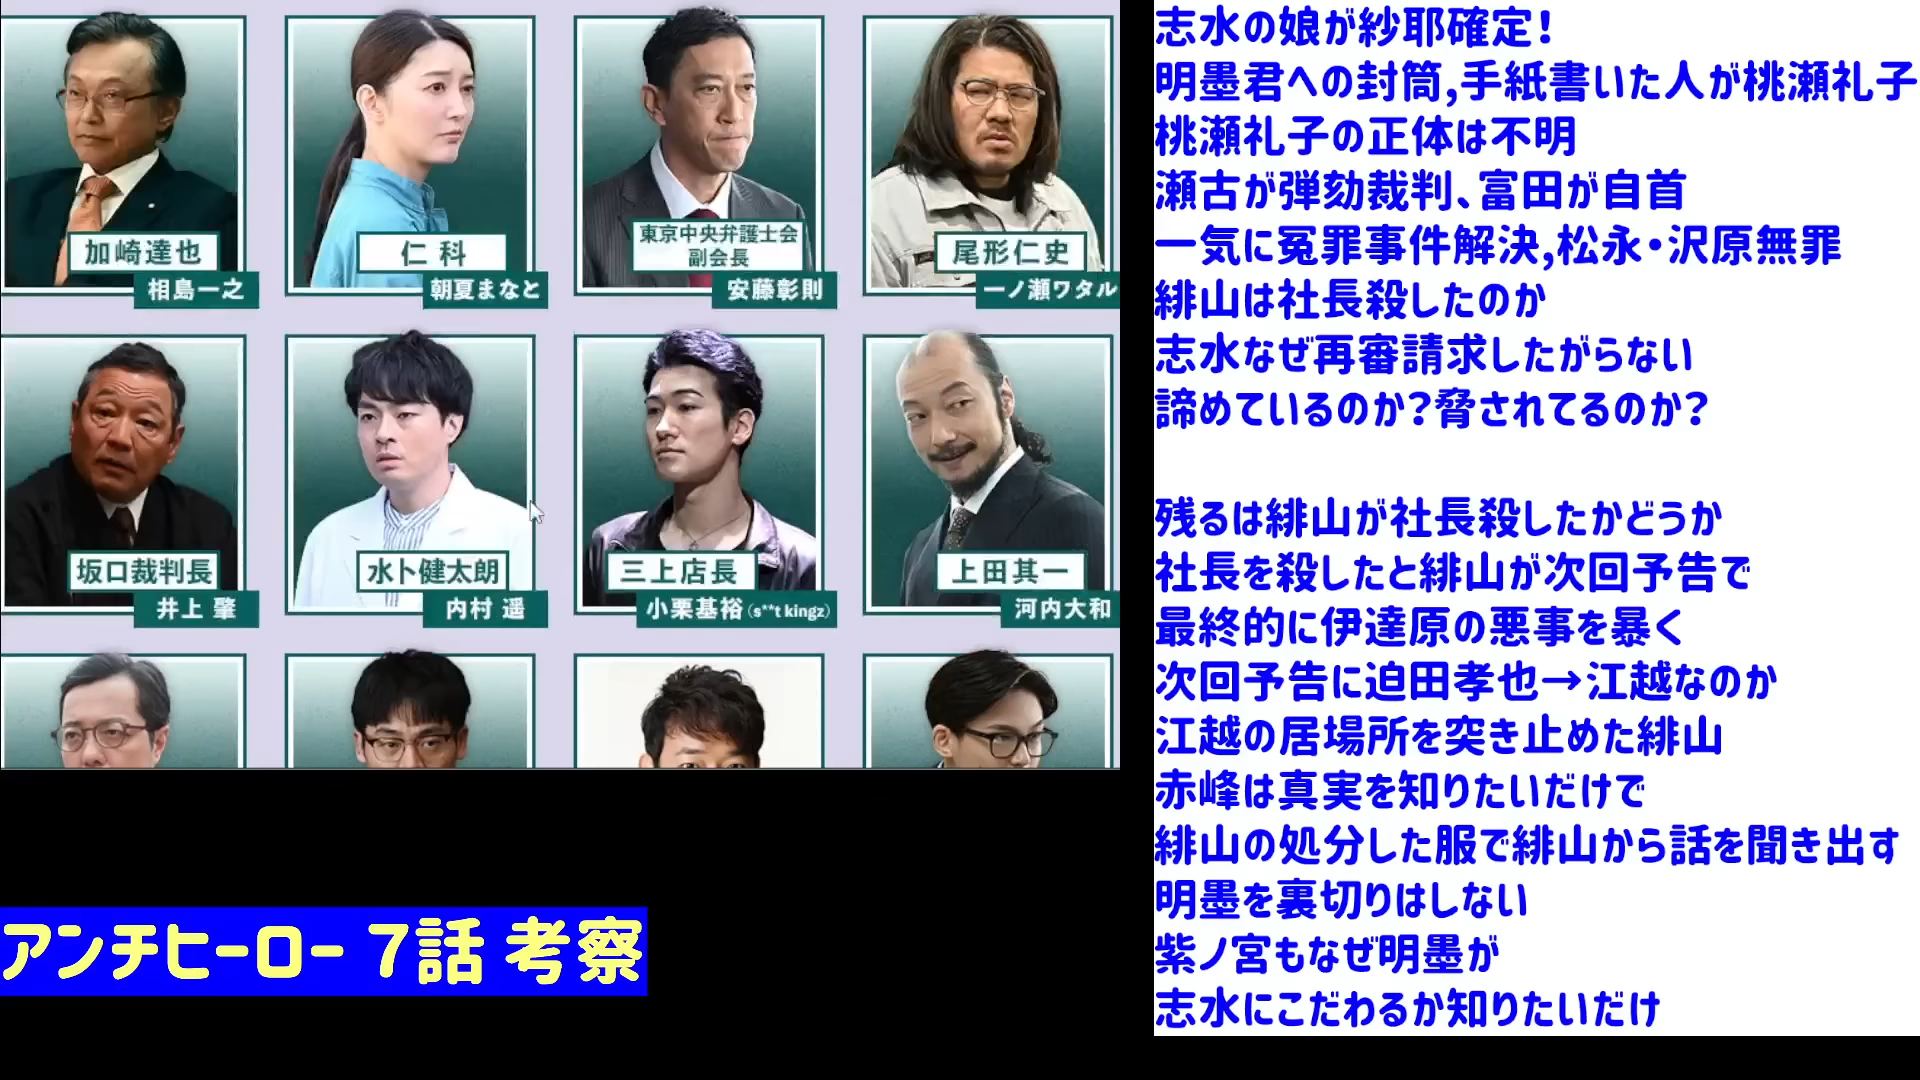 加崎達也
相島一之
仁科
朝夏まなと
東京中央弁護士会
副会長
安藤彰則
尾形仁史
一ノ瀬ワタル
坂口裁判長
井上 肇
水卜健太朗
内村 遥
三上店長
小栗基裕(s**t kingz)
上田其一
河内大和
アンチヒーロー 7話 考察
志水の娘が紗耶確定!
明墨君への封筒,手紙書いた人が桃瀬礼子
桃瀬礼子の正体は不明
瀬古が弾劾裁判、富田が自首
一気に冤罪事件解決,松永・沢原無罪
緋山は社長殺したのか
志水なぜ再審請求したがらない
諦めているのか?脅されてるのか?
残るは緋山が社長殺したかどうか
社長を殺したと緋山が次回予告で
最終的に伊達原の悪事を暴く
次回予告に迫田孝也→江越なのか
江越の居場所を突き止めた緋山
赤峰は真実を知りたいだけで
緋山の処分した服で緋山から話を聞き出す
明墨を裏切りはしない
紫ノ宮もなぜ明墨が
志水にこだわるか知りたいだけ